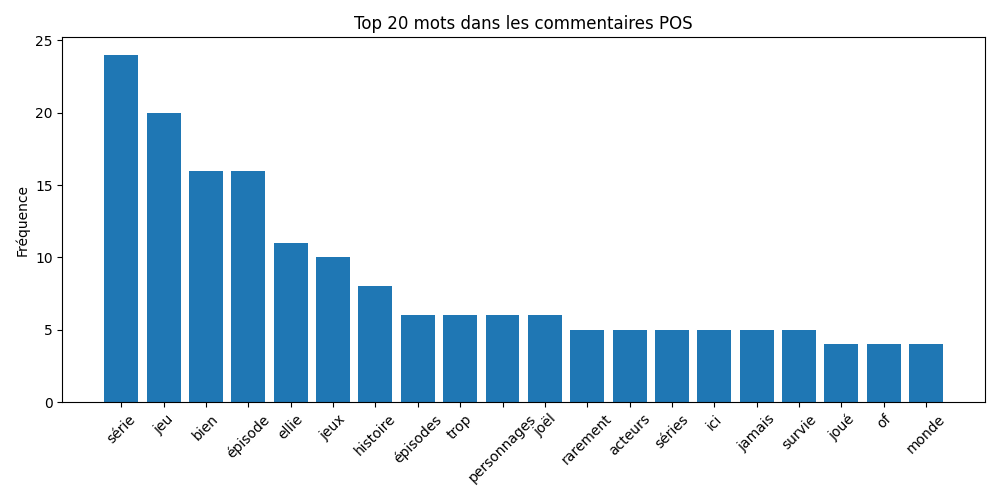 Top 20 mots dans les commentaires POS
Fréquence
25
20
15
10
5
0
série
jeu
bien
épisode
ellie
jeux
histoire
épisodes
trop
personnages
joël
rarement
acteurs
séries
ici
jamais
survie
joué
of
monde